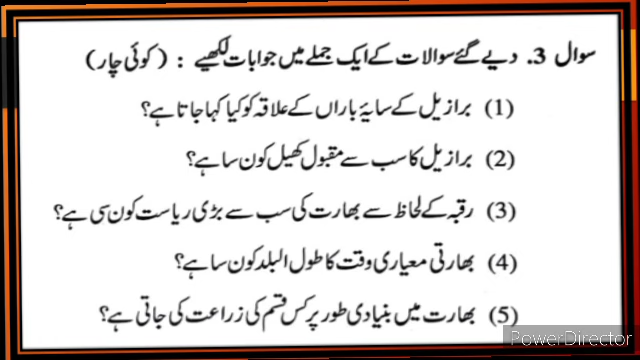 سوال 3. دیے گئے سوالات کے ایک جملے میں جوابات لکھیے : (کوئی چار)
(1) برازیل کے سایۂ باراں کے علاقہ کو کیا کہا جاتا ہے؟
(2) برازیل کا سب سے مقبول کھیل کون سا ہے؟
(3) رقبہ کے لحاظ سے بھارت کی سب سے بڑی ریاست کون سی ہے؟
(4) بھارتی معیاری وقت کا طول البلد کون سا ہے؟
(5) بھارت میں بنیادی طور پر کس قسم کی زراعت کی جاتی ہے؟
PowerDirector